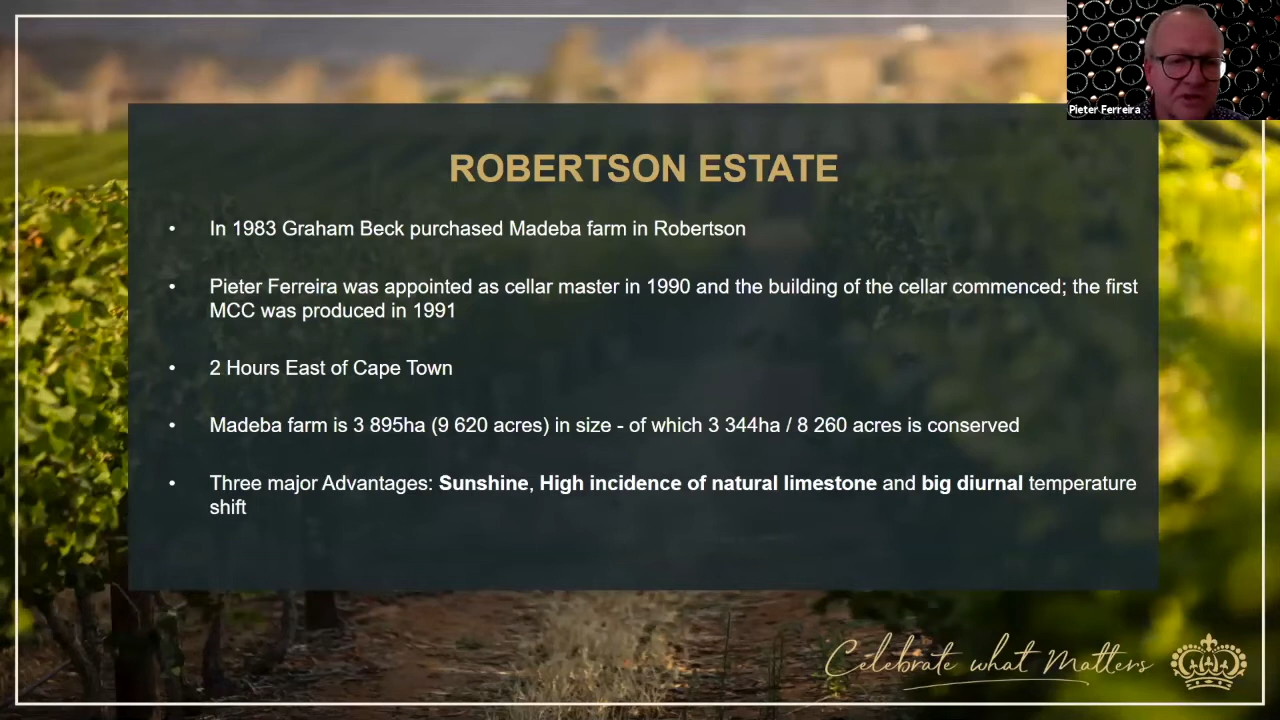 Pieter Ferreira
ROBERTSON ESTATE
• In 1983 Graham Beck purchased Madeba farm in Robertson
• Pieter Ferreira was appointed as cellar master in 1990 and the building of the cellar commenced; the first
MCC was produced in 1991
• 2 Hours East of Cape Town
• Madeba farm is 3 895ha (9 620 acres) in size - of which 3 344ha / 8 260 acres is conserved
• Three major Advantages: Sunshine, High incidence of natural limestone and big diurnal temperature
shift
Celebrate what Matters